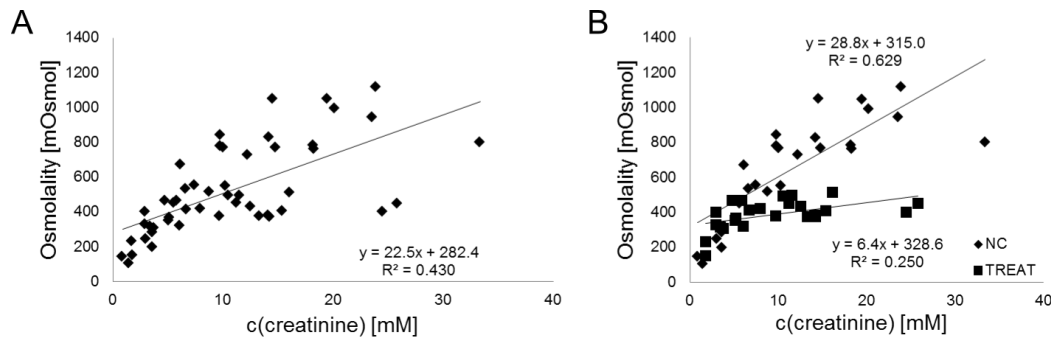 A
Osmolality [mOsmol]
1400
1200
1000
800
600
400
200
0
y = 22.5x + 282.4
R² = 0.430
0 10 20 30 40
c(creatinine) [mM]
B
Osmolality [mOsmol]
1400
1200
1000
800
600
400
200
0
y = 28.8x + 315.0
R² = 0.629
y = 6.4x + 328.6
R² = 0.250
NC
TREAT
0 10 20 30 40
c(creatinine) [mM]